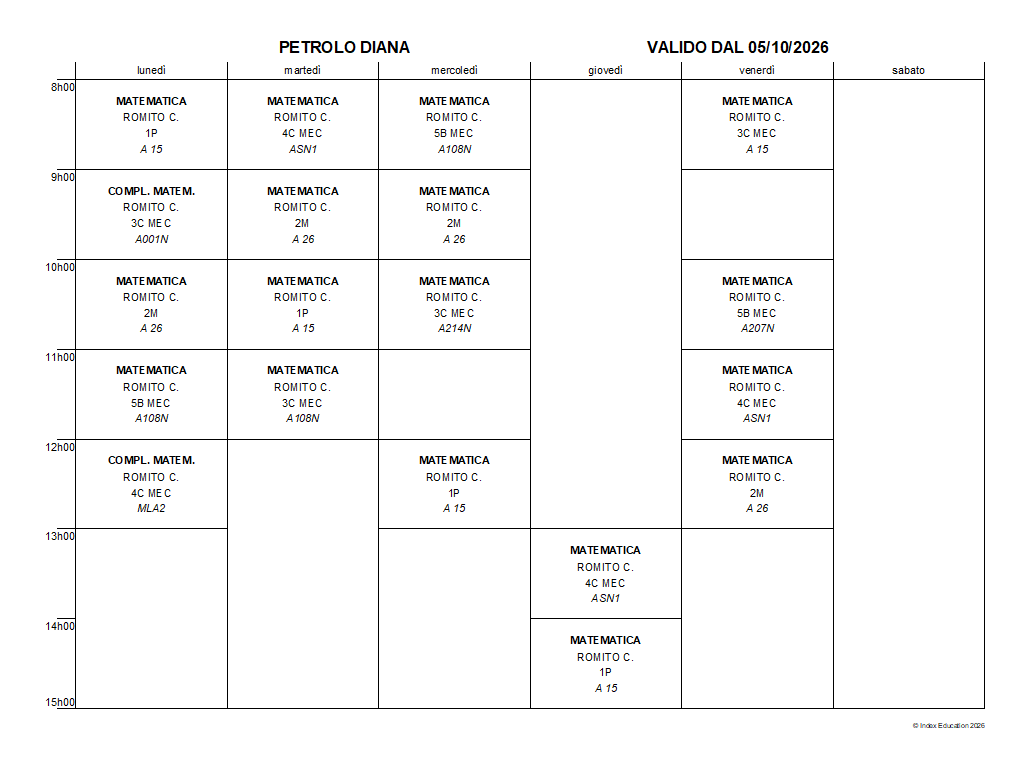 PETROLO DIANA VALIDO DAL 05/10/2026
lunedì martedì mercoledì giovedì venerdì sabato
8h00
MATEMATICA MATEMATICA MATEMATICA MATEMATICA
ROMITO C. ROMITO C. ROMITO C. ROMITO C.
1P 4C MEC 5B MEC 3C MEC
A 15 ASN1 A108N A 15
9h00
COMPL. MATEM. MATEMATICA MATEMATICA
ROMITO C. ROMITO C. ROMITO C.
3C MEC 2M 2M
A001N A 26 A 26
10h00
MATEMATICA MATEMATICA MATEMATICA MATEMATICA
ROMITO C. ROMITO C. ROMITO C. ROMITO C.
2M 1P 3C MEC 5B MEC
A 26 A 15 A214N A207N
11h00
MATEMATICA MATEMATICA MATEMATICA
ROMITO C. ROMITO C. ROMITO C.
5B MEC 3C MEC 4C MEC
A108N A108N ASN1
12h00
COMPL. MATEM. MATEMATICA MATEMATICA
ROMITO C. ROMITO C. ROMITO C.
4C MEC 1P 2M
MLA2 A 15 A 26
13h00
MATEMATICA
ROMITO C.
4C MEC
ASN1
14h00
MATEMATICA
ROMITO C.
1P
A 15
15h00
© Index Education 2026